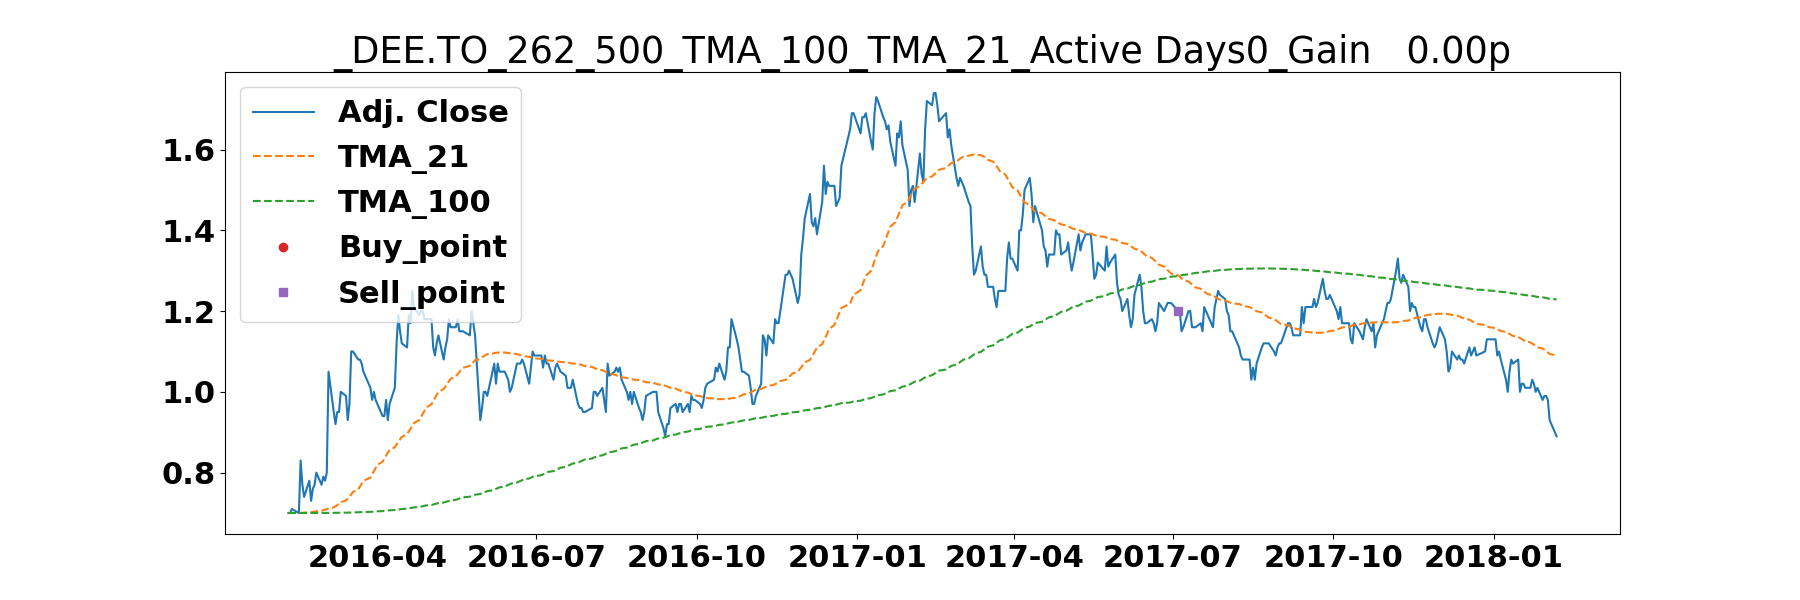 _DEE.TO_262_500_TMA_100_TMA_21_Active Days0_Gain   0.00p
Adj. Close
TMA_21
TMA_100
Buy_point
Sell_point
1.6
1.4
1.2
1.0
0.8
2016-04 2016-07 2016-10 2017-01 2017-04 2017-07 2017-10 2018-01